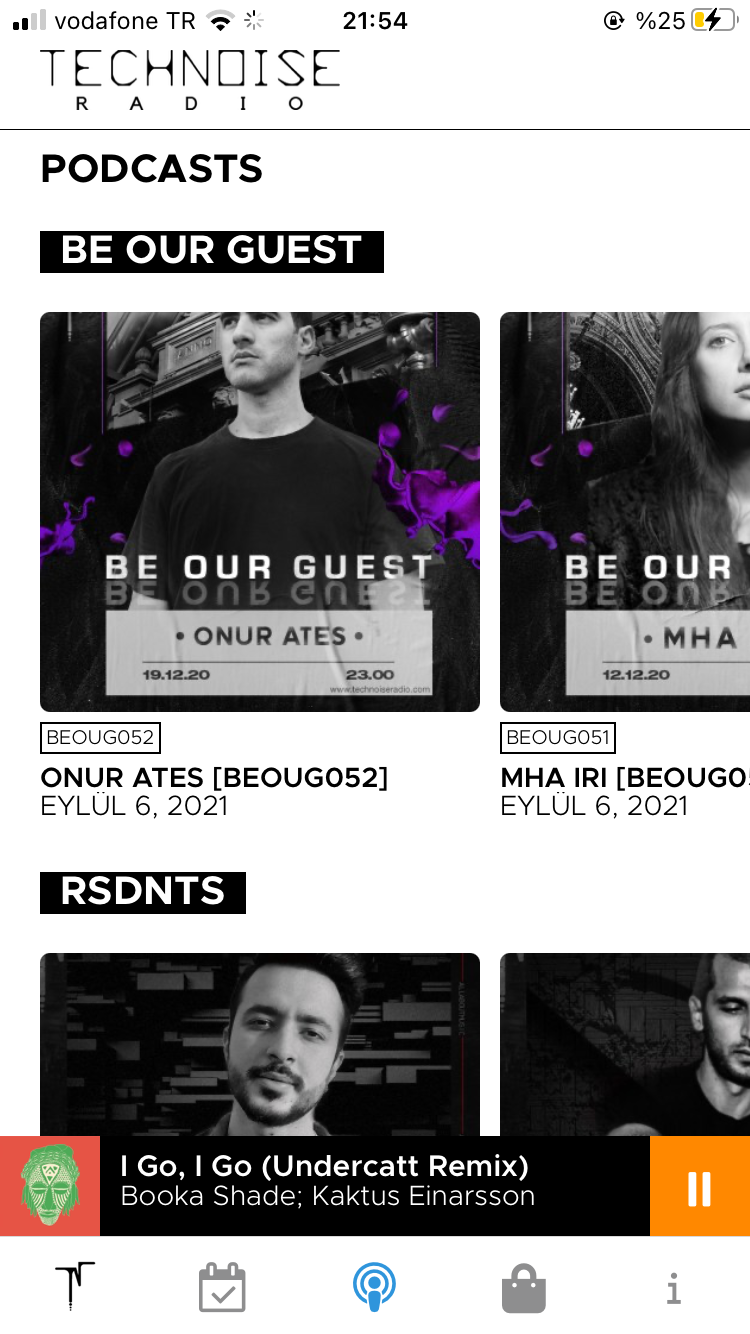 vodafone TR
21:54
%25
TECHNOISE
RADIO
PODCASTS
BE OUR GUEST
BE OUR GUEST
• ONUR ATES •
19.12.20 23.00
www.technoiseradio.com
BEOUG052
ONUR ATES [BEOUG052]
EYLÜL 6, 2021
BE OUR
• MHA
12.12.20
BEOUG051
MHA IRI [BEOUG05
EYLÜL 6, 2021
RSDNTS
I Go, I Go (Undercatt Remix)
Booka Shade; Kaktus Einarsson